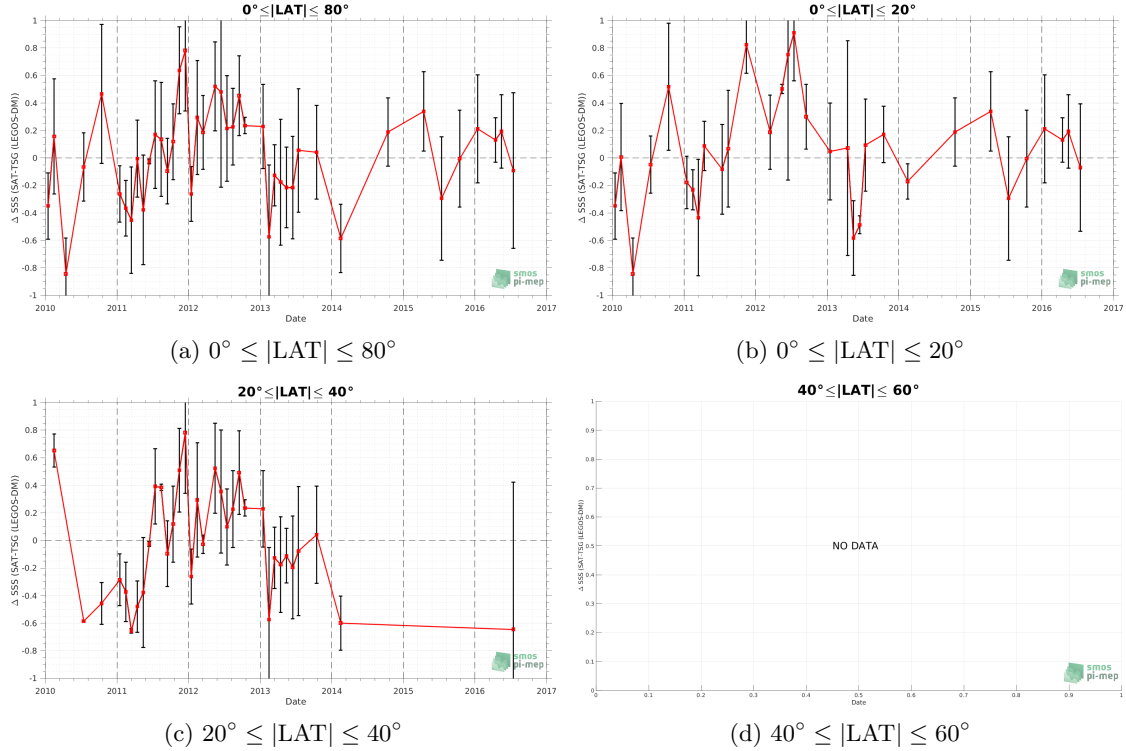 0°≤|LAT|≤ 80°
Δ SSS (SAT-TSG (LEGOS-DM))
1
0.8
0.6
0.4
0.2
0
-0.2
-0.4
-0.6
-0.8
-1
2010 2011 2012 2013 2014 2015 2016 2017
Date
smos
pi-mep
(a) 0° ≤ |LAT| ≤ 80°
0°≤|LAT|≤ 20°
Δ SSS (SAT-TSG (LEGOS-DM))
1
0.8
0.6
0.4
0.2
0
-0.2
-0.4
-0.6
-0.8
-1
2010 2011 2012 2013 2014 2015 2016 2017
Date
smos
pi-mep
(b) 0° ≤ |LAT| ≤ 20°
20°≤|LAT|≤ 40°
Δ SSS (SAT-TSG (LEGOS-DM))
1
0.8
0.6
0.4
0.2
0
-0.2
-0.4
-0.6
-0.8
-1
2010 2011 2012 2013 2014 2015 2016 2017
Date
smos
pi-mep
(c) 20° ≤ |LAT| ≤ 40°
40°≤|LAT|≤ 60°
Δ SSS (SAT-TSG (LEGOS-DM))
1
0.9
0.8
0.7
0.6
0.5
0.4
0.3
0.2
0.1
0
NO DATA
0 0.1 0.2 0.3 0.4 0.5 0.6 0.7 0.8 0.9 1
Date
smos
pi-mep
(d) 40° ≤ |LAT| ≤ 60°